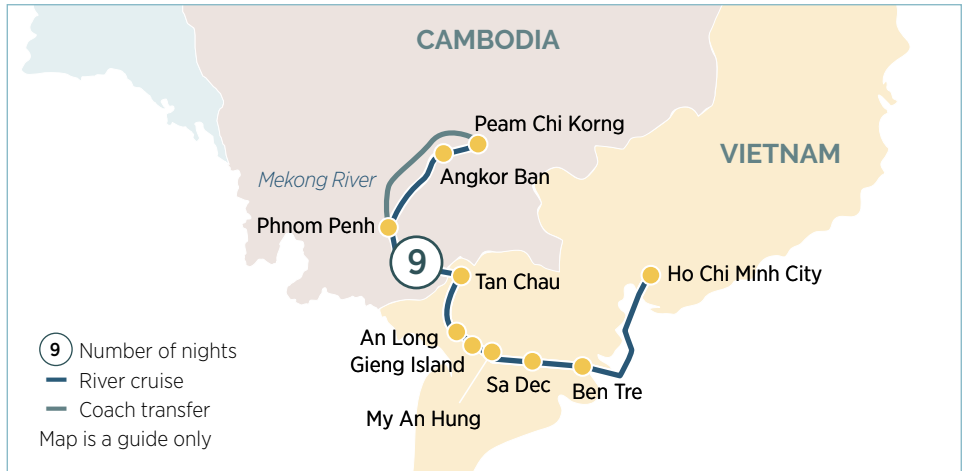 CAMBODIA
Peam Chi Korng
VIETNAM
Mekong River
Angkor Ban
Phnom Penh
9
Tan Chau
Ho Chi Minh City
An Long
Gieng Island
Sa Dec
Ben Tre
My An Hung
9 Number of nights
River cruise
Coach transfer
Map is a guide only